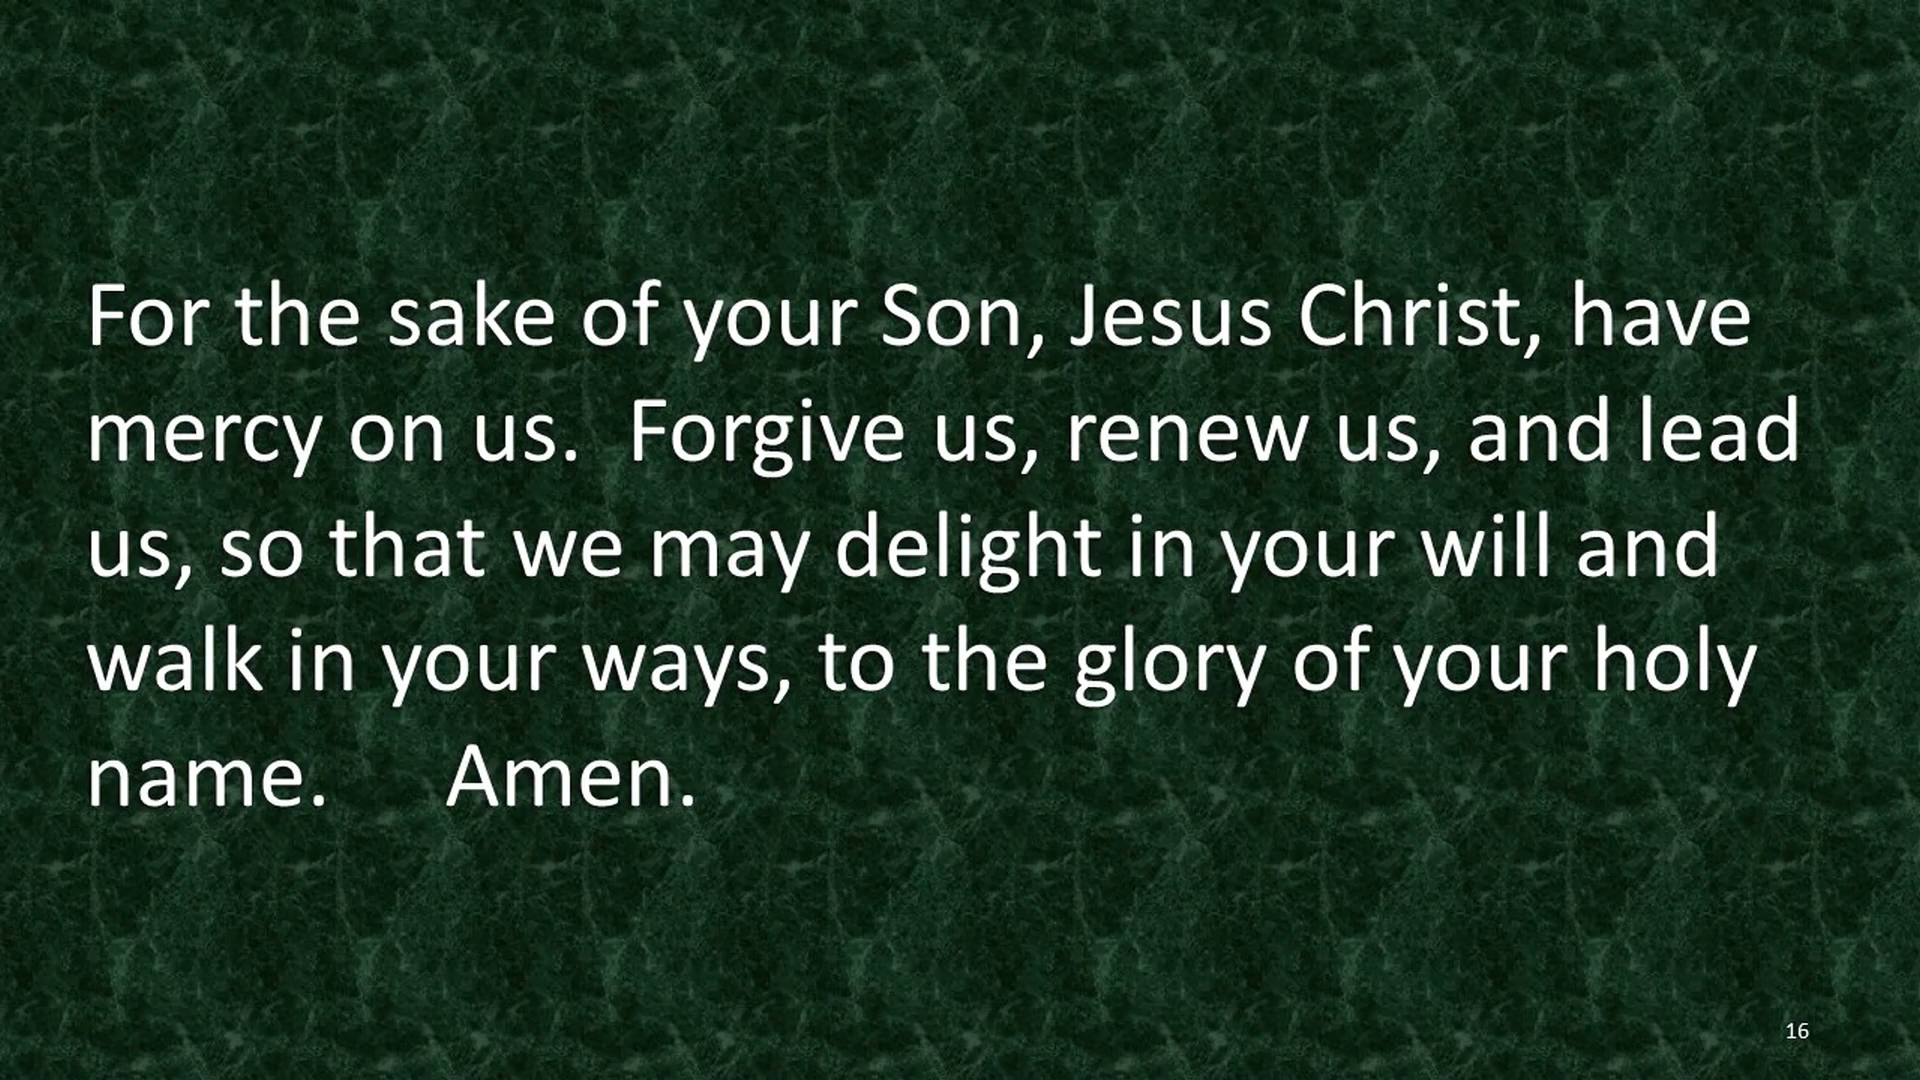 For the sake of your Son, Jesus Christ, have
mercy on us.  Forgive us, renew us, and lead
us, so that we may delight in your will and
walk in your ways, to the glory of your holy
name.     Amen.
16